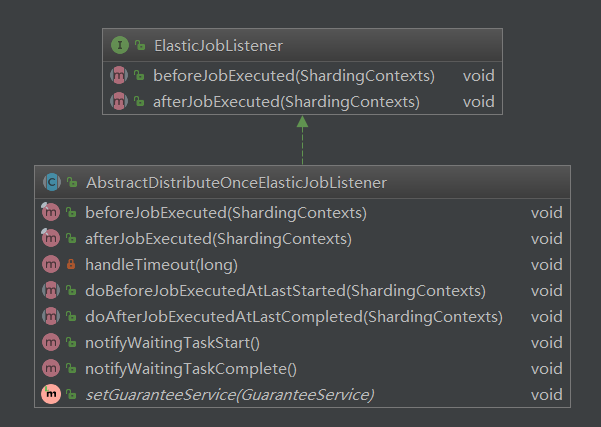 I ElasticJobListener
m beforeJobExecuted(ShardingContexts) void
m afterJobExecuted(ShardingContexts) void
C AbstractDistributeOnceElasticJobListener
m beforeJobExecuted(ShardingContexts) void
m afterJobExecuted(ShardingContexts) void
m handleTimeout(long) void
m doBeforeJobExecutedAtLastStarted(ShardingContexts) void
m doAfterJobExecutedAtLastCompleted(ShardingContexts) void
m notifyWaitingTaskStart() void
m notifyWaitingTaskComplete() void
m setGuaranteeService(GuaranteeService) void